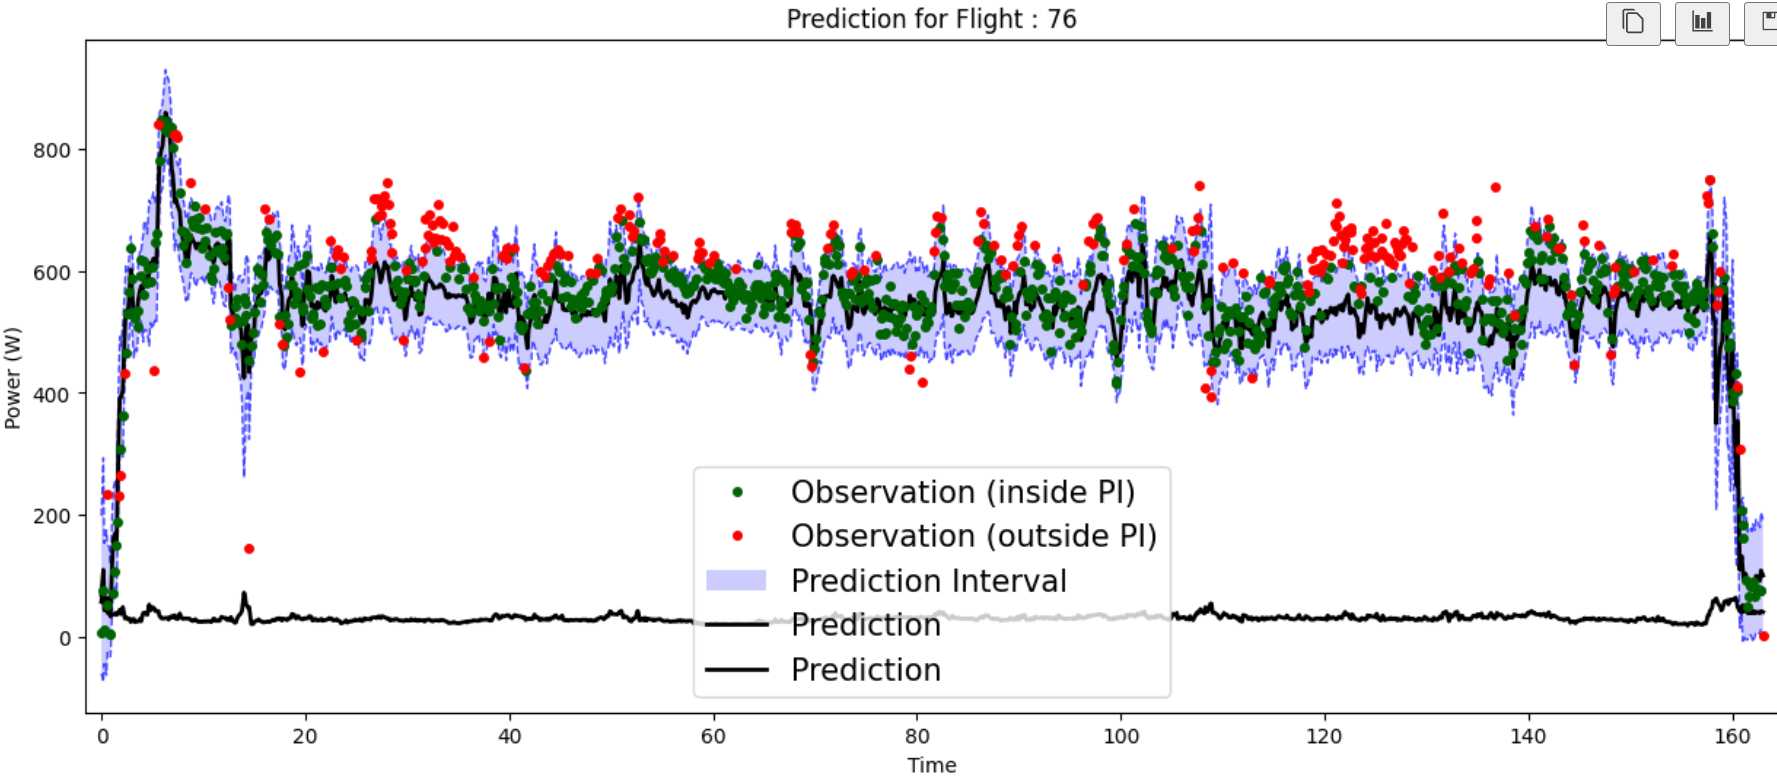 Prediction for Flight : 76
Power (W)
800
600
400
200
0
Observation (inside PI)
Observation (outside PI)
Prediction Interval
Prediction
Prediction
0 20 40 60 80 100 120 140 160
Time